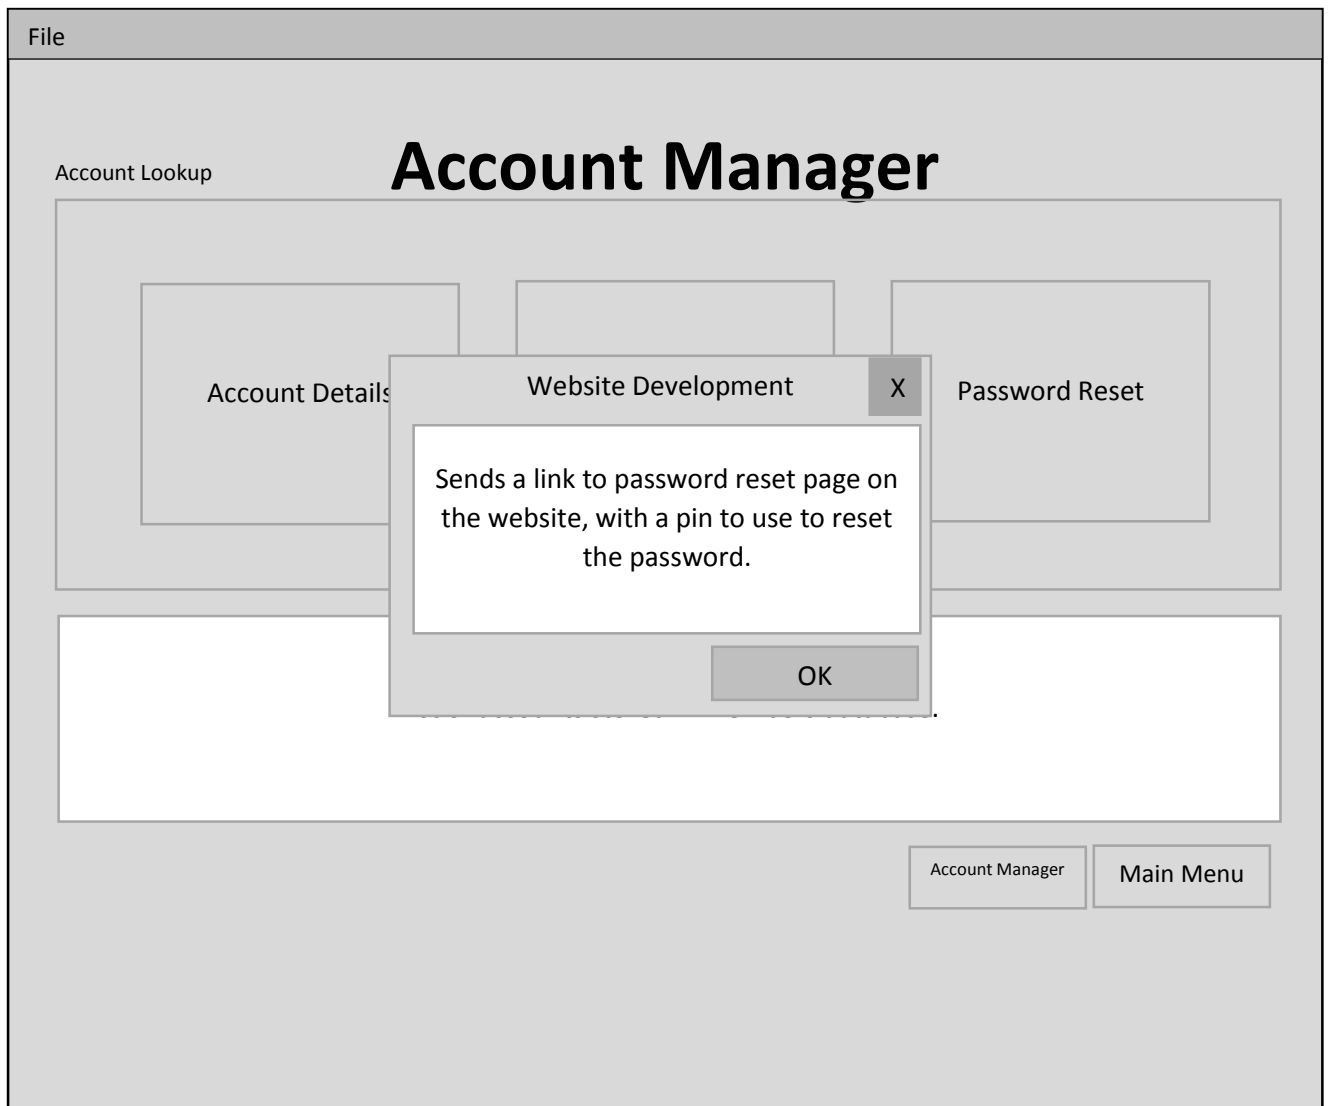 File
Account Manager
Account Lookup
Account Details
Website Development
X
Password Reset
Sends a link to password reset page on
the website, with a pin to use to reset
the password.
OK
Account Manager
Main Menu